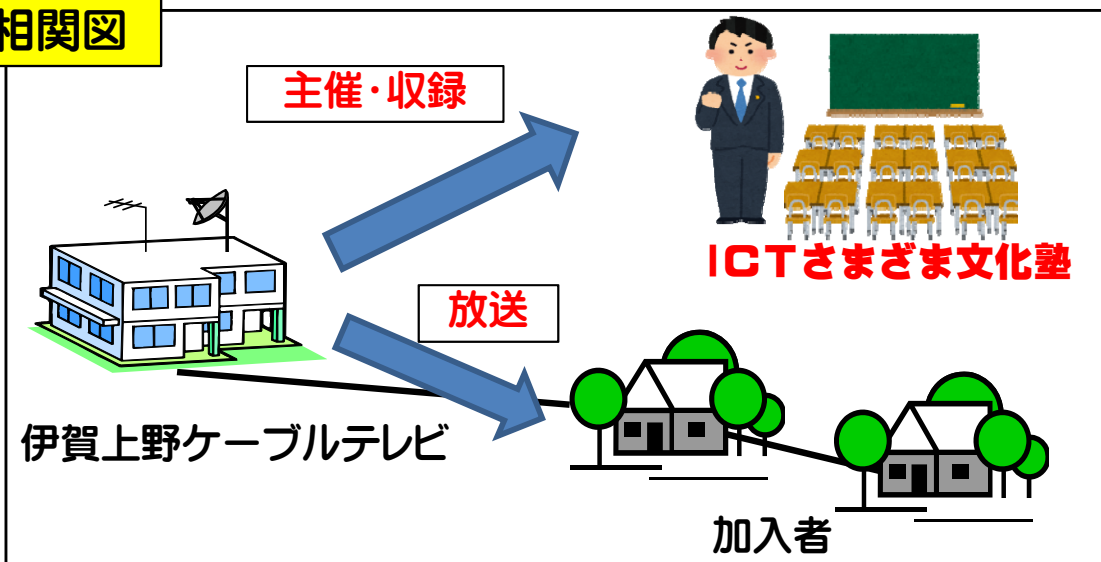 相関図
主催・収録
ICTさまざま文化塾
放送
伊賀上野ケーブルテレビ
加入者